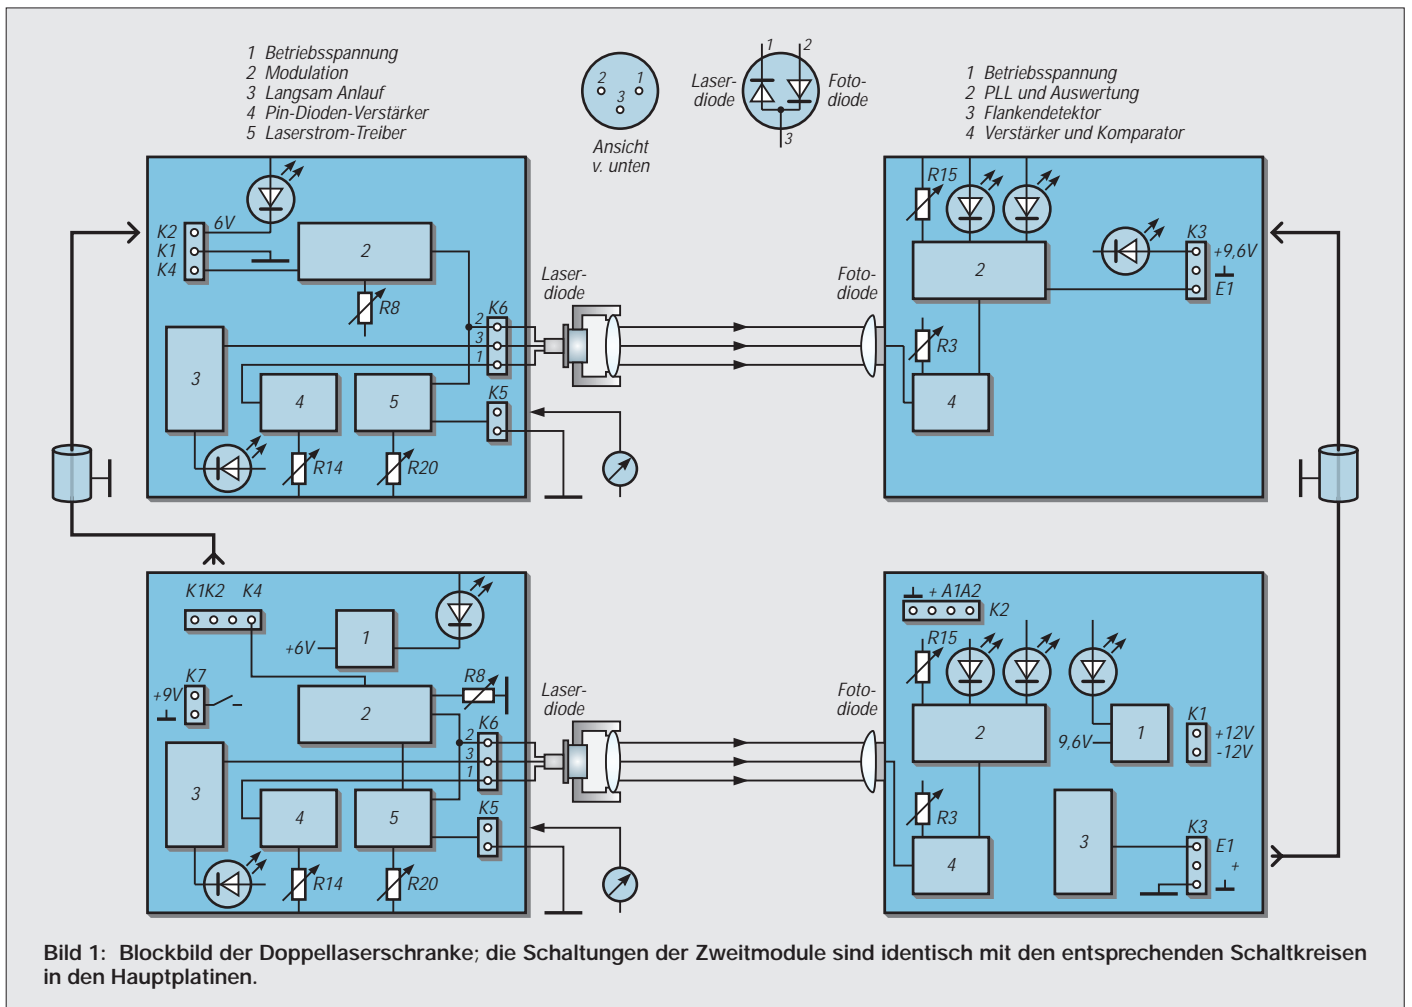 1 Betriebsspannung
2 Modulation
3 Langsam Anlauf
4 Pin-Dioden-Verstärker
5 Laserstrom-Treiber
2 1
3
Ansicht
v. unten
1 2
Laser-
diode
Foto-
diode
3
1 Betriebsspannung
2 PLL und Auswertung
3 Flankendetektor
4 Verstärker und Komparator
K2
K1
K4
6V
2
R8
K6
2
3
1
3
4
5
K5
R14
R20
Laser-
diode
Foto-
diode
R15
2
K3
+9,6V
E1
R3
4
K1K2 K4
1
+6V
K7
+9V
2
R8
K6
2
3
1
3
4
5
K5
R14
R20
Laser-
diode
Foto-
diode
+ A1A2
K2
R15
2
9,6V
1
K1
+12V
-12V
R3
4
3
K3
E1
+
Bild 1: Blockbild der Doppellaserschranke; die Schaltungen der Zweitmodule sind identisch mit den entsprechenden Schaltkreisen
in den Hauptplatinen.